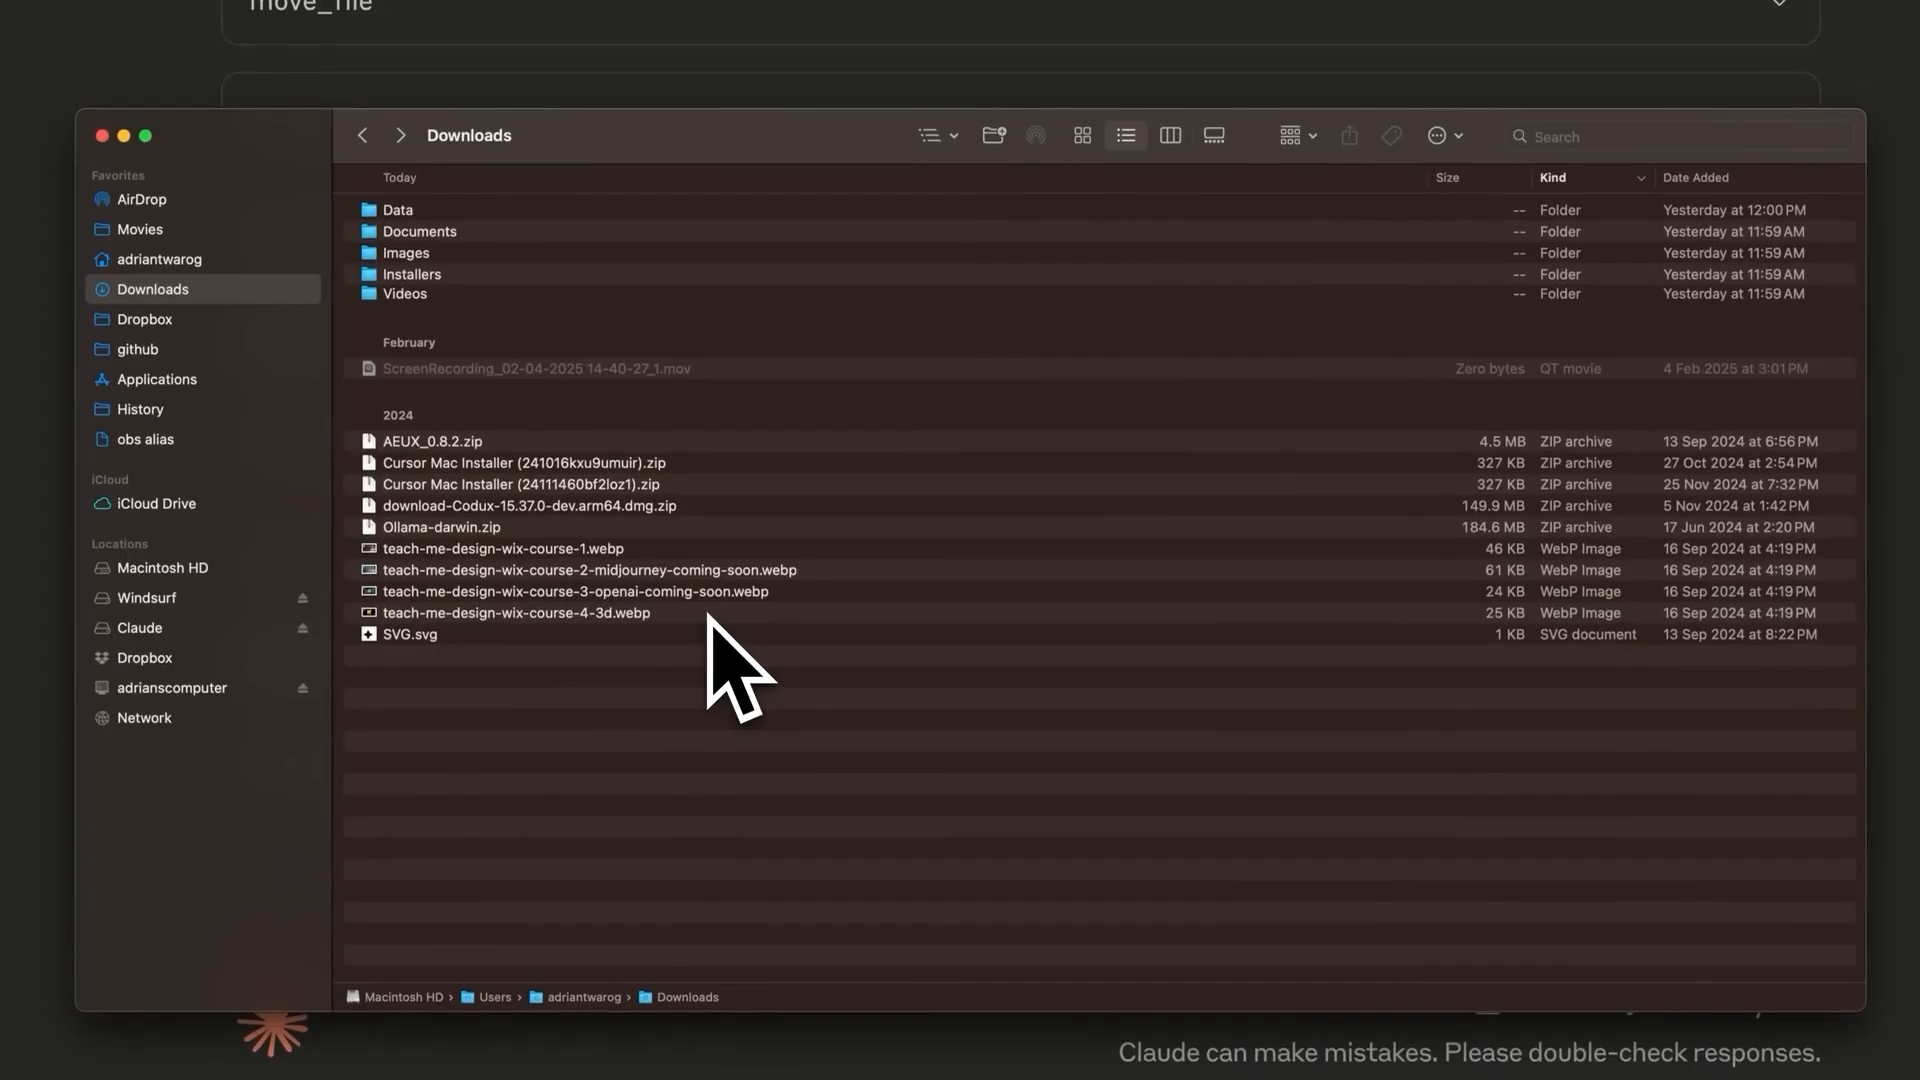 move_file
Downloads
Search
Favorites
AirDrop
Movies
adriantwarog
Downloads
Dropbox
github
Applications
History
obs alias
iCloud
iCloud Drive
Locations
Macintosh HD
Windsurf
Claude
Dropbox
adrianscomputer
Network
Today Size Kind Date Added
Data -- Folder Yesterday at 12:00 PM
Documents -- Folder Yesterday at 11:59 AM
Images -- Folder Yesterday at 11:59 AM
Installers -- Folder Yesterday at 11:59 AM
Videos -- Folder Yesterday at 11:59 AM
February
ScreenRecording_02-04-2025 14-40-27_1.mov Zero bytes QT movie 4 Feb 2025 at 3:01 PM
2024
AEUX_0.8.2.zip 4.5 MB ZIP archive 13 Sep 2024 at 6:56 PM
Cursor Mac Installer (241016kxu9umuir).zip 327 KB ZIP archive 27 Oct 2024 at 2:54 PM
Cursor Mac Installer (24111460bf2loz1).zip 327 KB ZIP archive 25 Nov 2024 at 7:32 PM
download-Codux-15.37.0-dev.arm64.dmg.zip 149.9 MB ZIP archive 5 Nov 2024 at 1:42 PM
Ollama-darwin.zip 184.6 MB ZIP archive 17 Jun 2024 at 2:20 PM
teach-me-design-wix-course-1.webp 46 KB WebP Image 16 Sep 2024 at 4:19 PM
teach-me-design-wix-course-2-midjourney-coming-soon.webp 61 KB WebP Image 16 Sep 2024 at 4:19 PM
teach-me-design-wix-course-3-openai-coming-soon.webp 24 KB WebP Image 16 Sep 2024 at 4:19 PM
teach-me-design-wix-course-4-3d.webp 25 KB WebP Image 16 Sep 2024 at 4:19 PM
SVG.svg 1 KB SVG document 13 Sep 2024 at 8:22 PM
Macintosh HD › Users › adriantwarog › Downloads
Claude can make mistakes. Please double-check responses.